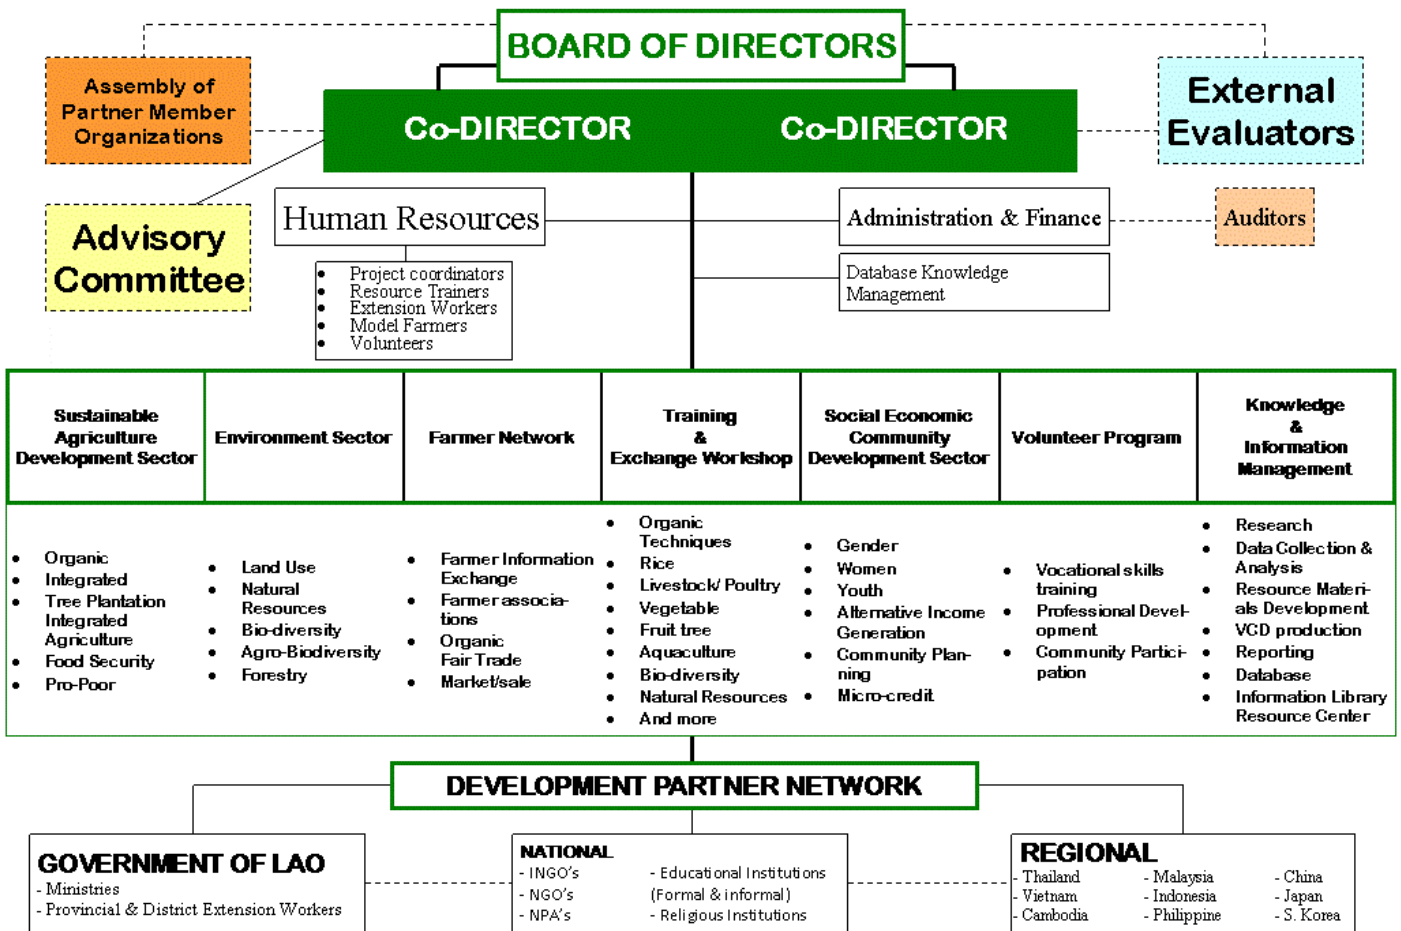 BOARD OF DIRECTORS
Assembly of
Partner Member
Organizations
Co-DIRECTOR
Co-DIRECTOR
External
Evaluators
Advisory
Committee
Human Resources
• Project coordinators
• Resource Trainers
• Extension Workers
• Model Farmers
• Volunteers
Administration & Finance
Auditors
Database Knowledge
Management
Sustainable
Agriculture
Development Sector
Environment Sector
Farmer Network
Training
&
Exchange Workshop
Social Economic
Community
Development Sector
Volunteer Program
Knowledge
&
Information
Management
• Organic
• Integrated
• Tree Plantation
Integrated
Agriculture
• Food Security
• Pro-Poor
• Land Use
• Natural
Resources
• Bio-diversity
• Agro-Biodiversity
• Forestry
• Farmer Information
Exchange
• Farmer associa-
tions
• Organic
Fair Trade
• Market/sale
• Organic
Techniques
• Rice
• Livestock/ Poultry
• Vegetable
• Fruit tree
• Aquaculture
• Bio-diversity
• Natural Resources
• And more
• Gender
• Women
• Youth
• Alternative Income
Generation
• Community Plan-
ning
• Micro-credit
• Vocational skills
training
• Professional Devel-
opment
• Community Partici-
pation
• Research
• Data Collection &
Analysis
• Resource Materi-
als Development
• VCD production
• Reporting
• Database
• Information Library
Resource Center
DEVELOPMENT PARTNER NETWORK
GOVERNMENT OF LAO
- Ministries
- Provincial & District Extension Workers
NATIONAL
- INGO's
- NGO's
- NPA's
- Educational Institutions
(Formal & informal)
- Religious Institutions
REGIONAL
- Thailand
- Vietnam
- Cambodia
- Malaysia
- Indonesia
- Philippine
- China
- Japan
- S. Korea